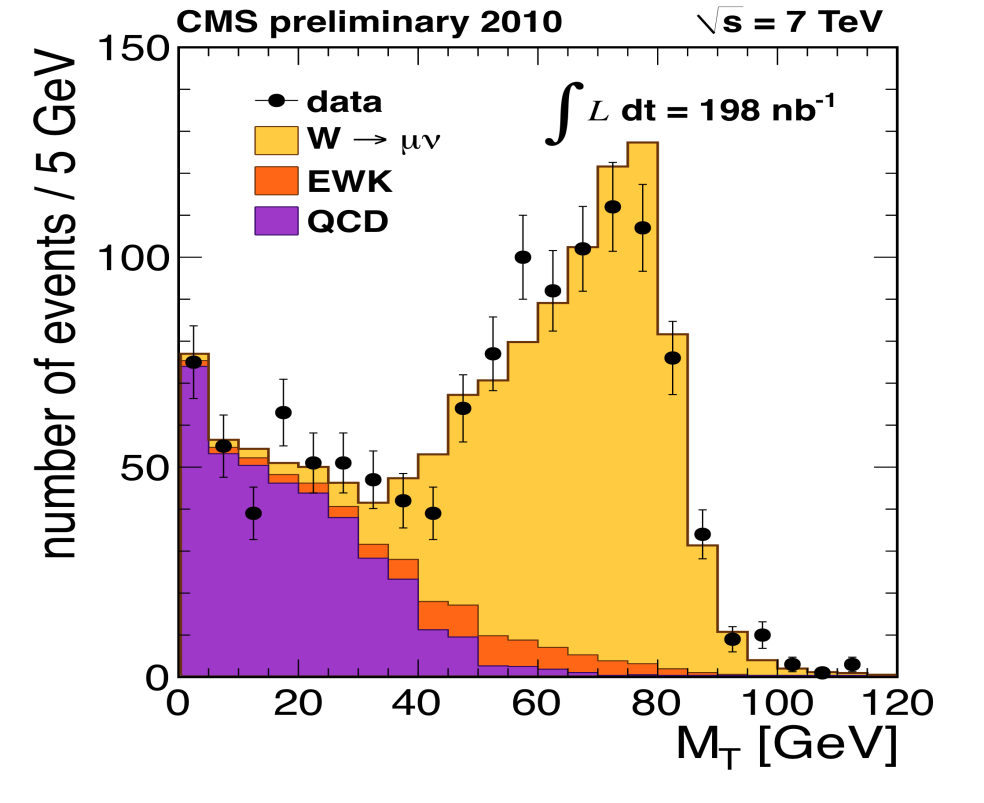 CMS preliminary 2010 √s = 7 TeV
∫ L dt = 198 nb-1
data
W → μν
EWK
QCD
number of events / 5 GeV
150
100
50
0
0 20 40 60 80 100 120
MT [GeV]